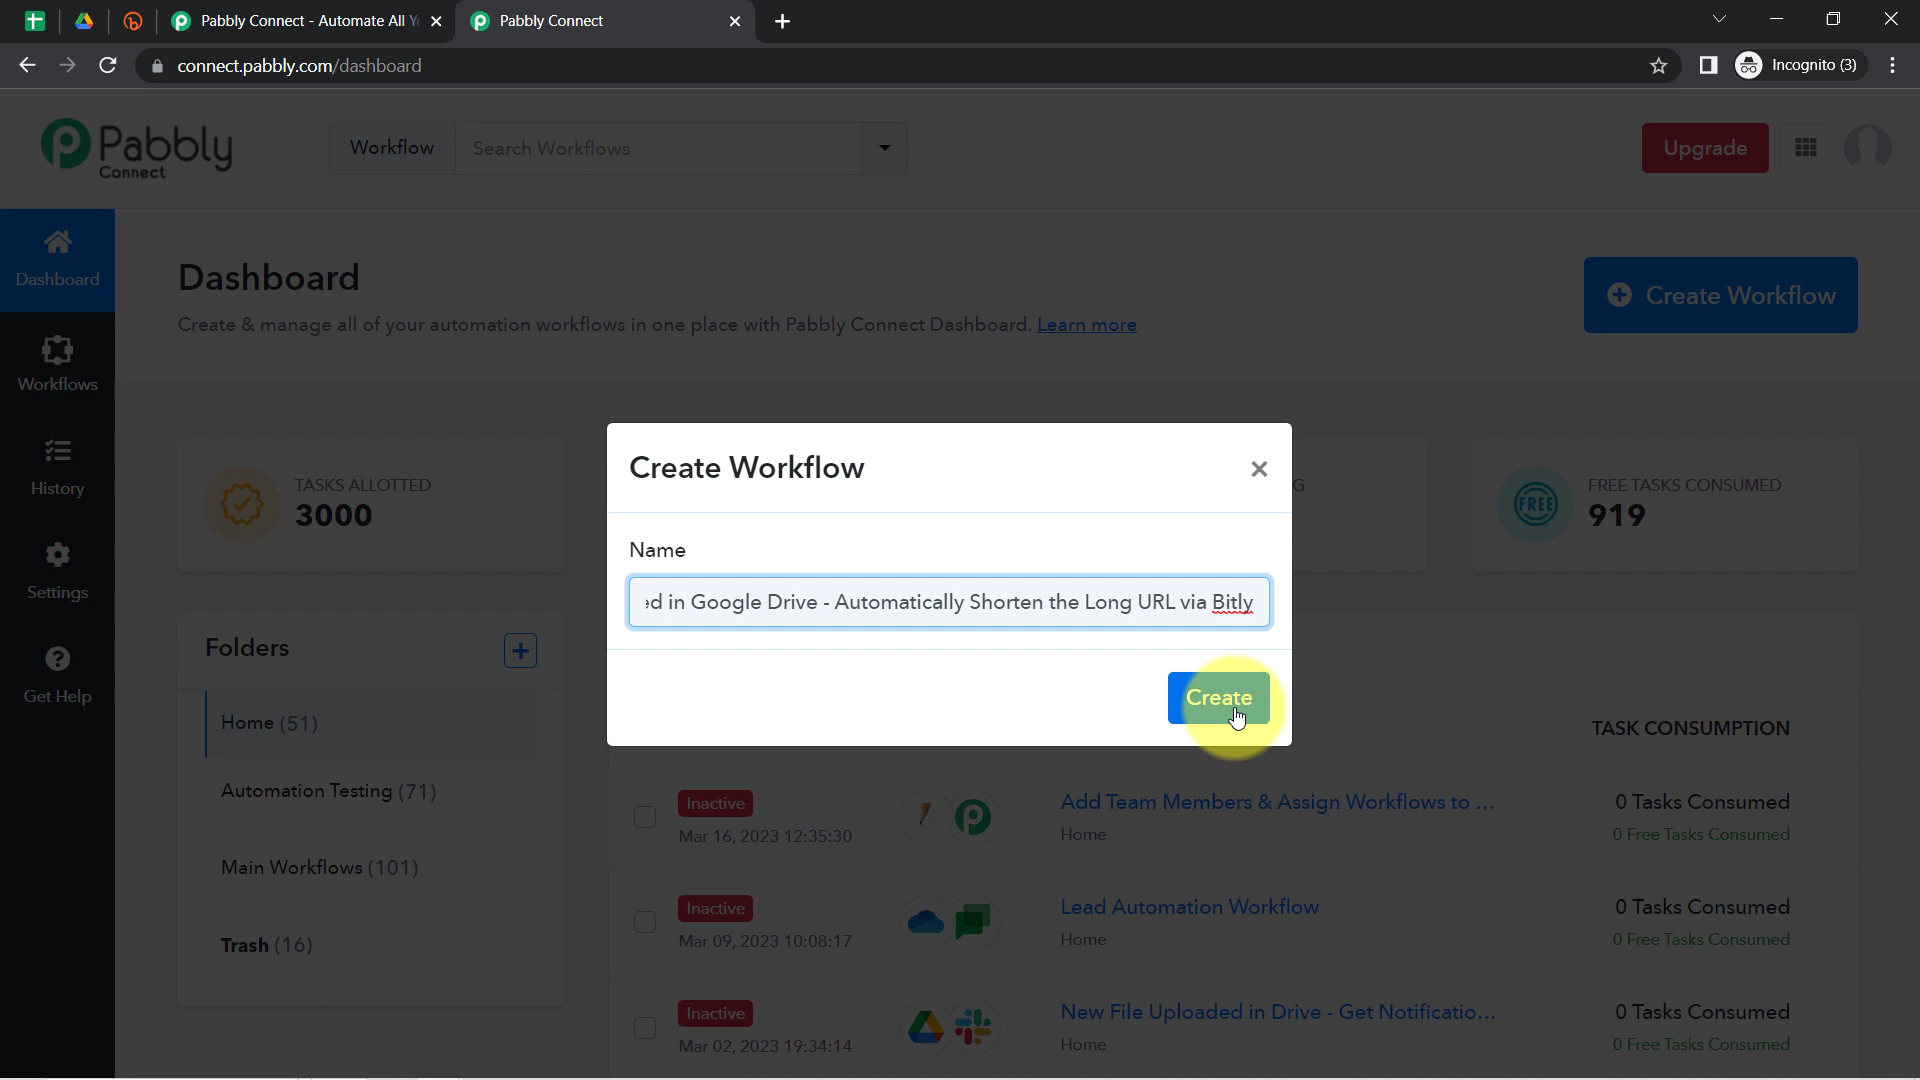 Pabbly Connect - Automate All Y
Pabbly Connect
connect.pabbly.com/dashboard
Incognito (3)
Pabbly
Connect
Workflow
Search Workflows
Upgrade
Dashboard
Workflows
History
Settings
Get Help
Dashboard
Create & manage all of your automation workflows in one place with Pabbly Connect Dashboard. Learn more
Create Workflow
TASKS ALLOTTED
3000
G
FREE TASKS CONSUMED
FREE
919
Create Workflow
Name
ed in Google Drive - Automatically Shorten the Long URL via Bitly
Create
Folders
Home (51)
Automation Testing (71)
Main Workflows (101)
Trash (16)
TASK CONSUMPTION
Inactive
Mar 16, 2023 12:35:30
Add Team Members & Assign Workflows to ...
Home
0 Tasks Consumed
0 Free Tasks Consumed
Inactive
Mar 09, 2023 10:08:17
Lead Automation Workflow
Home
0 Tasks Consumed
0 Free Tasks Consumed
Inactive
Mar 02, 2023 19:34:14
New File Uploaded in Drive - Get Notificatio...
Home
0 Tasks Consumed
0 Free Tasks Consumed